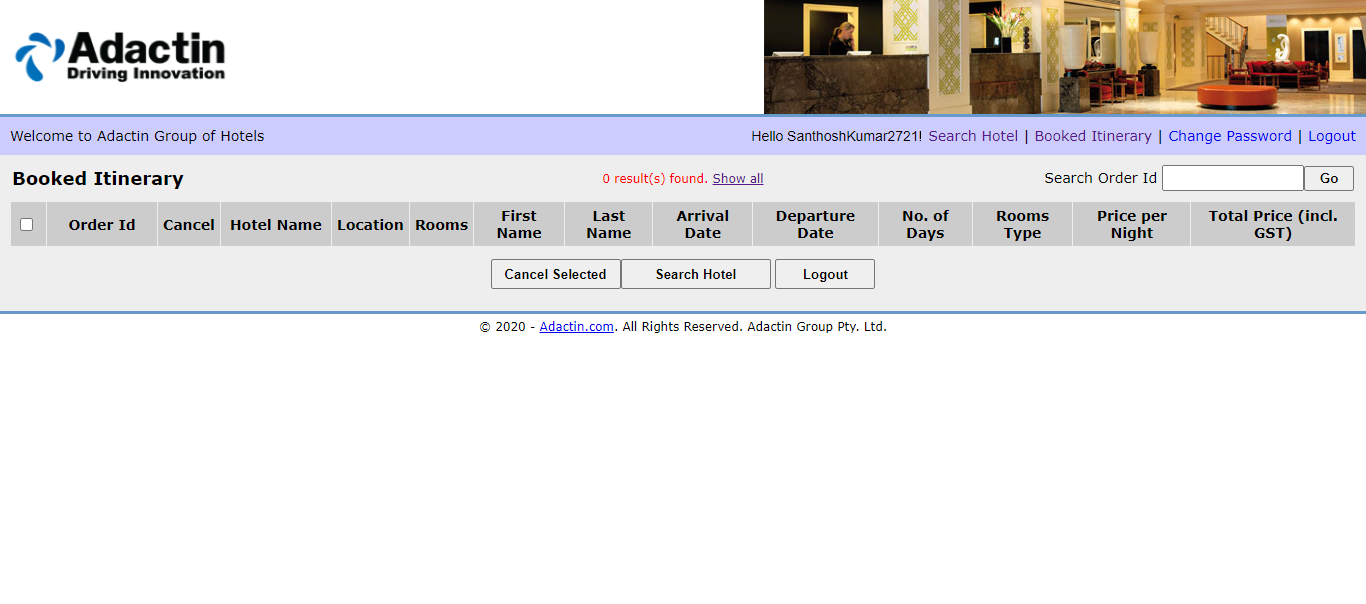 Adactin
Driving Innovation
Welcome to Adactin Group of Hotels
Hello SanthoshKumar2721! Search Hotel | Booked Itinerary | Change Password | Logout
Booked Itinerary
0 result(s) found. Show all
Search Order Id Go
Order Id Cancel Hotel Name Location Rooms First Name Last Name Arrival Date Departure Date No. of Days Rooms Type Price per Night Total Price (incl. GST)
Cancel Selected Search Hotel Logout
© 2020 - Adactin.com. All Rights Reserved. Adactin Group Pty. Ltd.